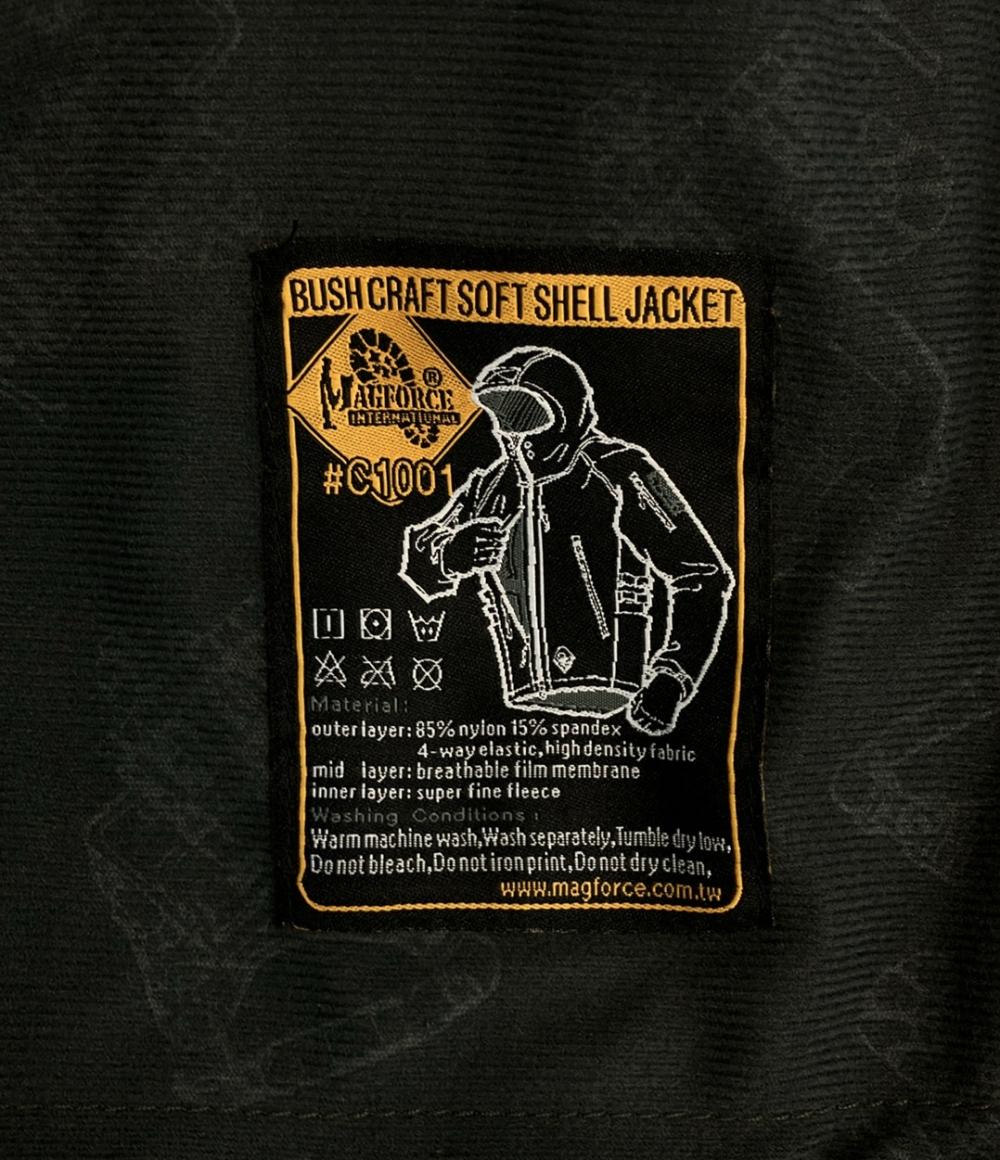 BUSH CRAFT SOFT SHELL JACKET
MAGFORCE®
INTERNATIONAL
#C1001
Material:
outer layer: 85% nylon 15% spandex
4-way elastic, high density fabric
mid layer: breathable film membrane
inner layer: super fine fleece
Washing Conditions :
Warm machine wash, Wash separately, Tumble dry low,
Do not bleach, Do not iron print, Do not dry clean,
www.magforce.com.tw